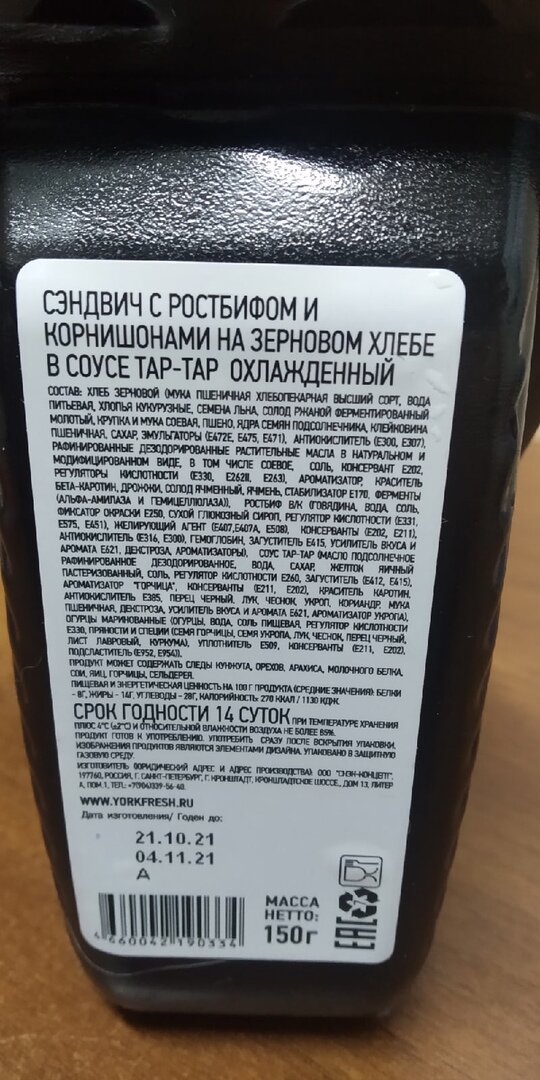 СЭНДВИЧ С РОСТБИФОМ И
КОРНИШОНАМИ НА ЗЕРНОВОМ ХЛЕБЕ
В СОУСЕ ТАР-ТАР ОХЛАЖДЕННЫЙ
СОСТАВ: ХЛЕБ ЗЕРНОВОЙ (МУКА ПШЕНИЧНАЯ ХЛЕБОПЕКАРНАЯ ВЫСШИЙ СОРТ, ВОДА
ПИТЬЕВАЯ, ХЛОПЬЯ КУКУРУЗНЫЕ, СЕМЕНА ЛЬНА, СОЛОД РЖАНОЙ ФЕРМЕНТИРОВАННЫЙ
МОЛОТЫЙ, КРУПКА И МУКА СОЕВАЯ, ПШЕНО, ЯДРА СЕМЯН ПОДСОЛНЕЧНИКА, КЛЕЙКОВИНА
ПШЕНИЧНАЯ, САХАР, ЭМУЛЬГАТОРЫ (Е472Е, Е475, Е471), АНТИОКИСЛИТЕЛЬ (Е300, Е307),
РАФИНИРОВАННЫЕ ДЕЗОДОРИРОВАННЫЕ РАСТИТЕЛЬНЫЕ МАСЛА В НАТУРАЛЬНОМ И
МОДИФИЦИРОВАННОМ ВИДЕ, В ТОМ ЧИСЛЕ СОЕВОЕ, СОЛЬ, КОНСЕРВАНТ Е202,
РЕГУЛЯТОРЫ КИСЛОТНОСТИ (Е330, Е262II, Е263), АРОМАТИЗАТОР, КРАСИТЕЛЬ
БЕТА-КАРОТИН, ДРОЖЖИ, СОЛОД ЯЧМЕННЫЙ, ЯЧМЕНЬ, СТАБИЛИЗАТОР Е170, ФЕРМЕНТЫ
(АЛЬФА-АМИЛАЗА И ГЕМИЦЕЛЛЮЛАЗА)), РОСТБИФ В/К (ГОВЯДИНА, ВОДА, СОЛЬ,
ФИКСАТОР ОКРАСКИ Е250, СУХОЙ ГЛЮКОЗНЫЙ СИРОП, РЕГУЛЯТОР КИСЛОТНОСТИ (Е331,
Е575, Е451), ЖЕЛИРУЮЩИЙ АГЕНТ (Е407,Е407А, Е508), КОНСЕРВАНТЫ (Е202, Е211),
АНТИОКИСЛИТЕЛЬ (Е316, Е300), ГЕМОГЛОБИН, ЗАГУСТИТЕЛЬ Е415, УСИЛИТЕЛЬ ВКУСА И
АРОМАТА Е621, ДЕКСТРОЗА, АРОМАТИЗАТОРЫ), СОУС ТАР-ТАР (МАСЛО ПОДСОЛНЕЧНОЕ
РАФИНИРОВАННОЕ ДЕЗОДОРИРОВАННОЕ, ВОДА, САХАР, ЖЕЛТОК ЯИЧНЫЙ
ПАСТЕРИЗОВАННЫЙ, СОЛЬ, РЕГУЛЯТОР КИСЛОТНОСТИ Е260, ЗАГУСТИТЕЛЬ (Е412, Е415),
АРОМАТИЗАТОР "ГОРЧИЦА", КОНСЕРВАНТЫ (Е211, Е202), КРАСИТЕЛЬ КАРОТИН,
АНТИОКИСЛИТЕЛЬ Е385, ПЕРЕЦ ЧЕРНЫЙ, ЛУК, ЧЕСНОК, УКРОП, КОРИАНДР, МУКА
ПШЕНИЧНАЯ, ДЕКСТРОЗА, УСИЛИТЕЛЬ ВКУСА И АРОМАТА Е621, АРОМАТИЗАТОР УКРОПА),
ОГУРЦЫ МАРИНОВАННЫЕ (ОГУРЦЫ, ВОДА, СОЛЬ ПИЩЕВАЯ, РЕГУЛЯТОР КИСЛОТНОСТИ
Е330, ПРЯНОСТИ И СПЕЦИИ (СЕМЯ ГОРЧИЦЫ, СЕМЯ УКРОПА, ЛУК, ЧЕСНОК, ПЕРЕЦ ЧЕРНЫЙ,
ЛИСТ ЛАВРОВЫЙ, КУРКУМА), УПЛОТНИТЕЛЬ Е509, КОНСЕРВАНТЫ (Е211, Е202),
ПОДСЛАСТИТЕЛЬ (Е952, Е954)).
ПРОДУКТ МОЖЕТ СОДЕРЖАТЬ СЛЕДЫ КУНЖУТА, ОРЕХОВ, АРАХИСА, МОЛОЧНОГО БЕЛКА,
СОИ, ЯИЦ, ГОРЧИЦЫ, СЕЛЬДЕРЕЯ.
ПИЩЕВАЯ И ЭНЕРГЕТИЧЕСКАЯ ЦЕННОСТЬ НА 100 Г ПРОДУКТА (СРЕДНИЕ ЗНАЧЕНИЯ): БЕЛКИ
- 8Г, ЖИРЫ - 14Г, УГЛЕВОДЫ - 28Г, КАЛОРИЙНОСТЬ: 270 ККАЛ / 1130 КДЖ.
СРОК ГОДНОСТИ 14 СУТОК ПРИ ТЕМПЕРАТУРЕ ХРАНЕНИЯ
ПЛЮС 4°С (±2°С) И ОТНОСИТЕЛЬНОЙ ВЛАЖНОСТИ ВОЗДУХА НЕ БОЛЕЕ 85%.
ПРОДУКТ ГОТОВ К УПОТРЕБЛЕНИЮ. УПОТРЕБИТЬ СРАЗУ ПОСЛЕ ВСКРЫТИЯ УПАКОВКИ.
ИЗОБРАЖЕНИЯ ПРОДУКТОВ ЯВЛЯЮТСЯ ЭЛЕМЕНТАМИ ДИЗАЙНА. УПАКОВАНО В ЗАЩИТНУЮ
ГАЗОВУЮ СРЕДУ.
ИЗГОТОВИТЕЛЬ (ЮРИДИЧЕСКИЙ АДРЕС И АДРЕС ПРОИЗВОДСТВА): ООО "СНЭК-КОНЦЕПТ",
197760, РОССИЯ, Г. САНКТ-ПЕТЕРБУРГ, Г. КРОНШТАДТ, КРОНШТАДТСКОЕ ШОССЕ., ДОМ 13, ЛИТЕР
А, ПОМ. 1, ТЕЛ.: +7(906)339-56-40.
WWW.YORKFRESH.RU
Дата изготовления/ Годен до:
21.10.21
04.11.21
А
4 660042 190334
МАССА
НЕТТО:
150г
ЕАС